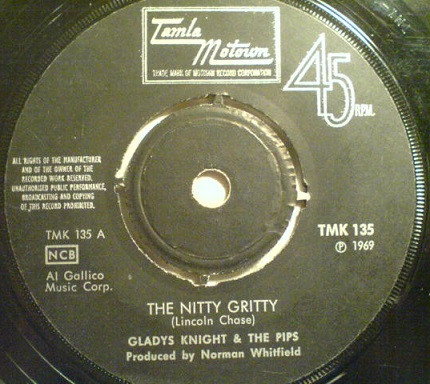 Tamla
Motown
TRADE MARK OF MOTOWN RECORD CORPORATION
45
RPM.
ALL RIGHTS OF THE MANUFACTURER
AND OF THE OWNER OF THE
RECORDED WORK RESERVED.
UNAUTHORISED PUBLIC PERFORMANCE,
BROADCASTING AND COPYING
OF THIS RECORD PROHIBITED.
TMK 135 A
NCB
Al Gallico
Music Corp.
TMK 135
℗ 1969
THE NITTY GRITTY
(Lincoln Chase)
GLADYS KNIGHT & THE PIPS
Produced by Norman Whitfield